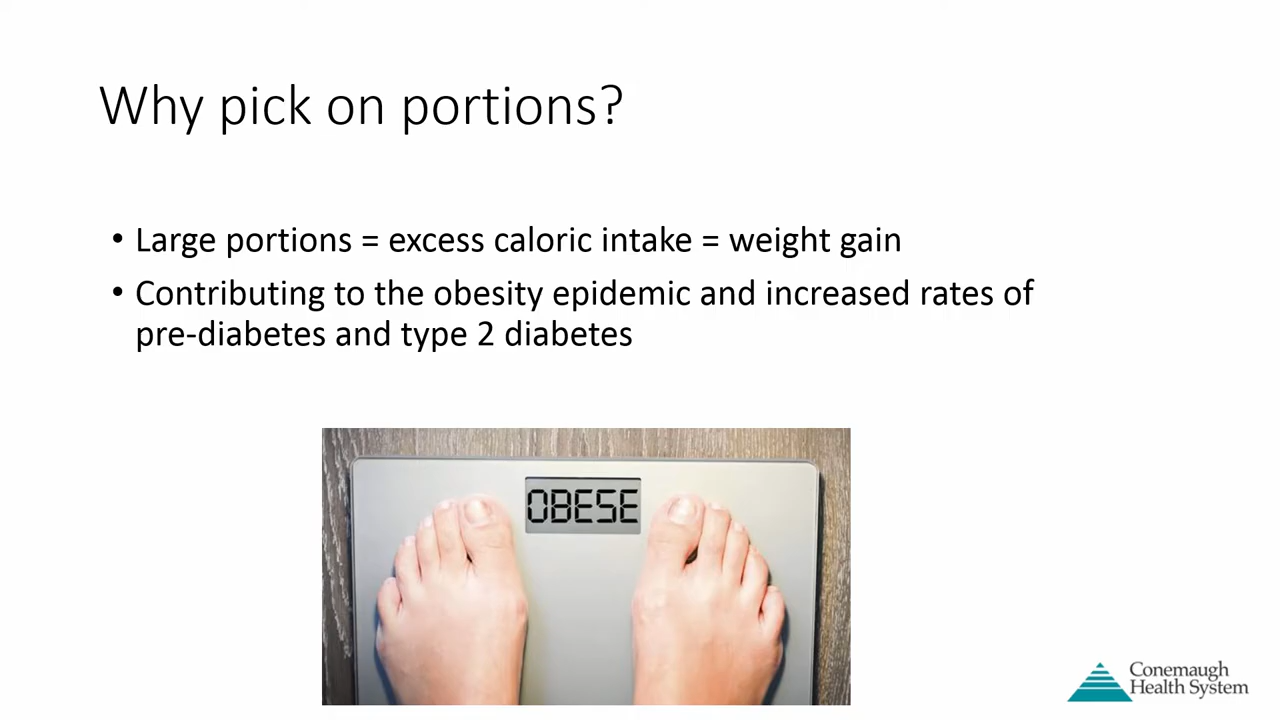 Why pick on portions?
• Large portions = excess caloric intake = weight gain
• Contributing to the obesity epidemic and increased rates of
pre-diabetes and type 2 diabetes
OBESE
Conemaugh
Health System